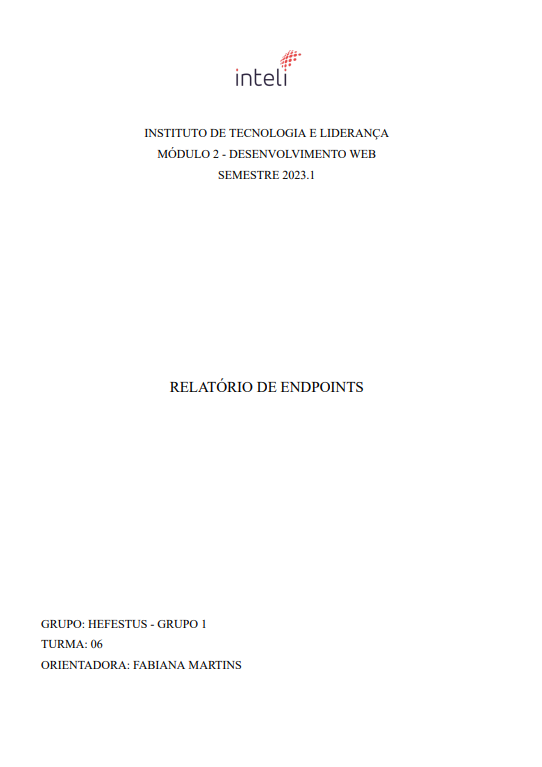 inteli
INSTITUTO DE TECNOLOGIA E LIDERANÇA
MÓDULO 2 - DESENVOLVIMENTO WEB
SEMESTRE 2023.1
RELATÓRIO DE ENDPOINTS
GRUPO: HEFESTUS - GRUPO 1
TURMA: 06
ORIENTADORA: FABIANA MARTINS